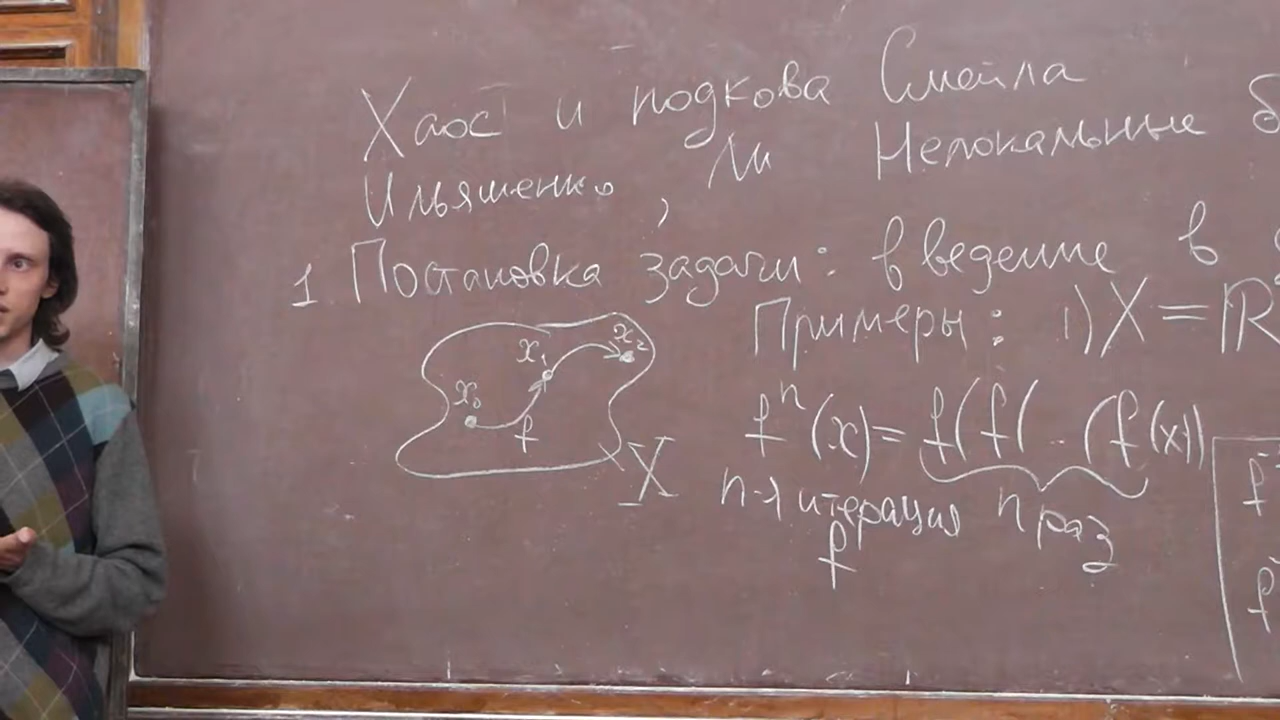 Хаос и подкова Смейла
Ильяшенко, Ли Нелокальные б
1 Постановка задачи: введение в
Примеры: 1) X = ℝ
x₀ x₁ x₂
f
X
fⁿ(x) = f(f( . (f(x))
n-я итерация n раз
f
f
f